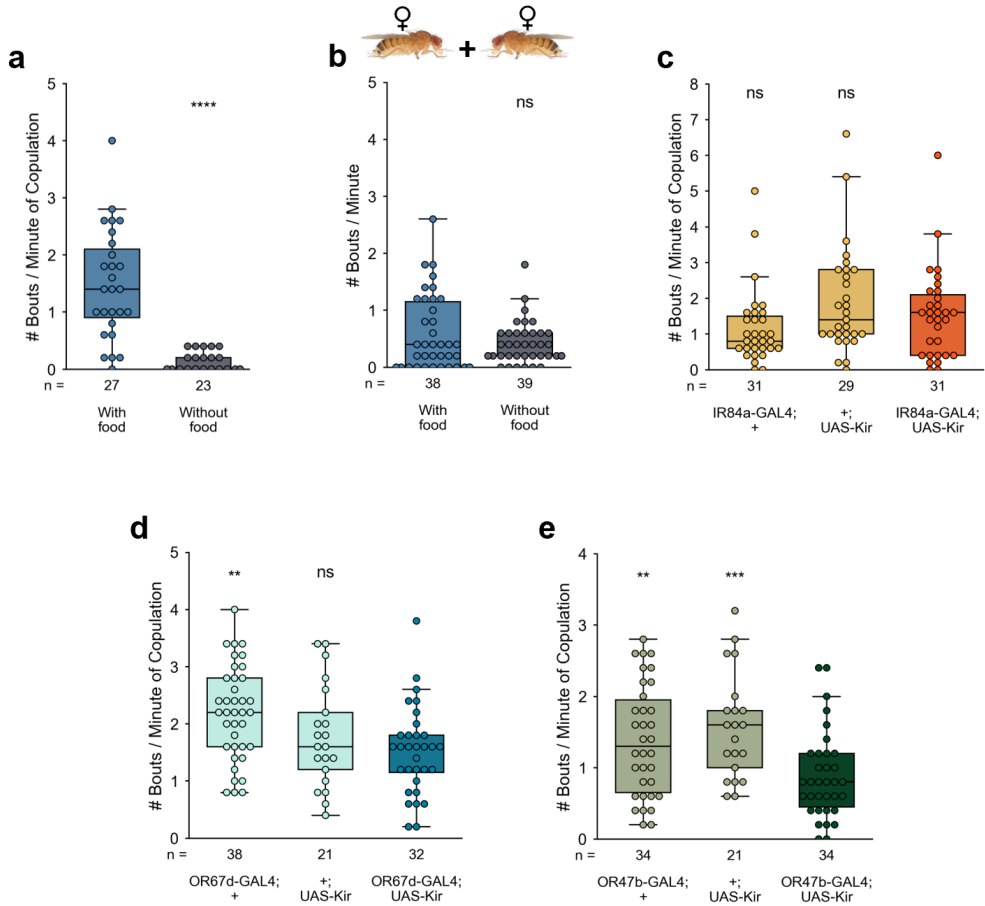 ♀ ♀
+
a
# Bouts / Minute of Copulation
5
4
3
2
1
0
****
n = 27 23
With food
Without food
b
# Bouts / Minute
5
4
3
2
1
0
ns
n = 38 39
With food
Without food
c
# Bouts / Minute of Copulation
8
7
6
5
4
3
2
1
0
ns ns
n = 31 29 31
IR84a-GAL4; +
+; UAS-Kir
IR84a-GAL4; UAS-Kir
d
# Bouts / Minute of Copulation
5
4
3
2
1
0
** ns
n = 38 21 32
OR67d-GAL4; +
+; UAS-Kir
OR67d-GAL4; UAS-Kir
e
# Bouts / Minute of Copulation
4
3
2
1
0
** ***
n = 34 21 34
OR47b-GAL4; +
+; UAS-Kir
OR47b-GAL4; UAS-Kir